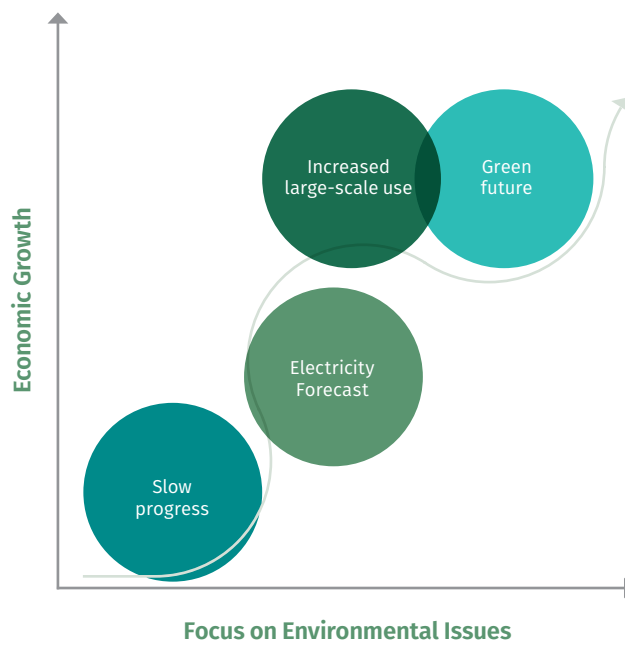 Increased
large-scale use
Green
future
Economic Growth
Electricity
Forecast
Slow
progress
Focus on Environmental Issues